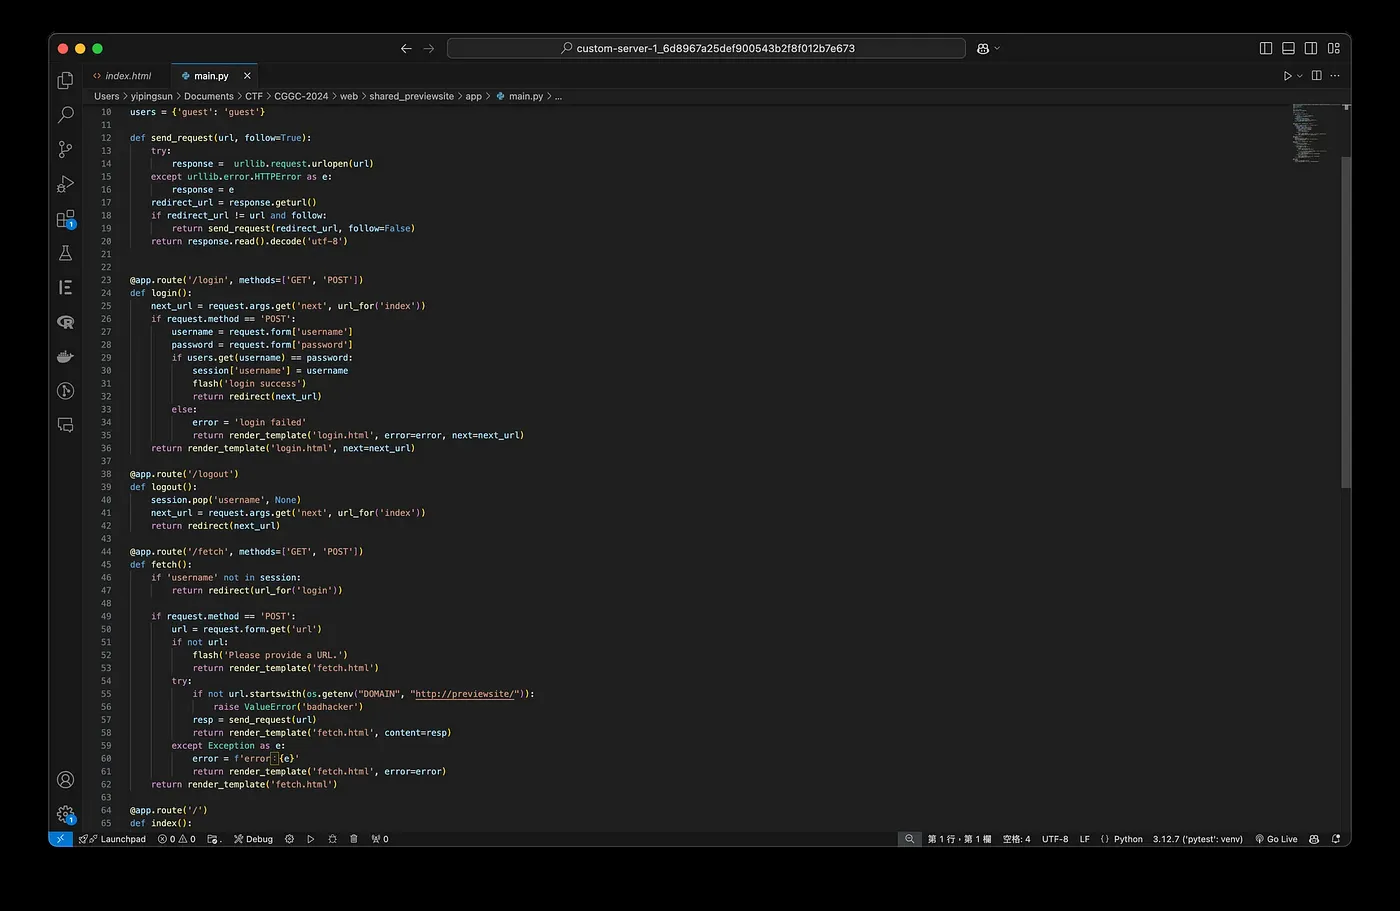 custom-server-1_6d8967a25def900543b2f8f012b7e673
index.html
main.py
Users > yipingsun > Documents > CTF > CGGC-2024 > web > shared_previewsite > app > main.py > ...
10 users = {'guest': 'guest'}
11
12 def send_request(url, follow=True):
13     try:
14         response =  urllib.request.urlopen(url)
15     except urllib.error.HTTPError as e:
16         response = e
17     redirect_url = response.geturl()
18     if redirect_url != url and follow:
19         return send_request(redirect_url, follow=False)
20     return response.read().decode('utf-8')
21
22
23 @app.route('/login', methods=['GET', 'POST'])
24 def login():
25     next_url = request.args.get('next', url_for('index'))
26     if request.method == 'POST':
27         username = request.form['username']
28         password = request.form['password']
29         if users.get(username) == password:
30             session['username'] = username
31             flash('login success')
32             return redirect(next_url)
33         else:
34             error = 'login failed'
35             return render_template('login.html', error=error, next=next_url)
36     return render_template('login.html', next=next_url)
37
38 @app.route('/logout')
39 def logout():
40     session.pop('username', None)
41     next_url = request.args.get('next', url_for('index'))
42     return redirect(next_url)
43
44 @app.route('/fetch', methods=['GET', 'POST'])
45 def fetch():
46     if 'username' not in session:
47         return redirect(url_for('login'))
48
49     if request.method == 'POST':
50         url = request.form.get('url')
51         if not url:
52             flash('Please provide a URL.')
53             return render_template('fetch.html')
54         try:
55             if not url.startswith(os.getenv("DOMAIN", "http://previewsite/")):
56                 raise ValueError('badhacker')
57             resp = send_request(url)
58             return render_template('fetch.html', content=resp)
59         except Exception as e:
60             error = f'error：{e}'
61             return render_template('fetch.html', error=error)
62     return render_template('fetch.html')
63
64 @app.route('/')
65 def index():
1
1
Launchpad 0 0 Debug 0 第 1 行，第 1 欄 空格: 4 UTF-8 LF Python 3.12.7 ('pytest': venv) Go Live